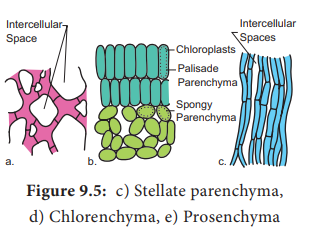 Intercellular
Space
Chloroplasts
Palisade
Parenchyma
Spongy
Parenchyma
Intercellular
Spaces
a.
b.
c.
Figure 9.5: c) Stellate parenchyma,
d) Chlorenchyma, e) Prosenchyma